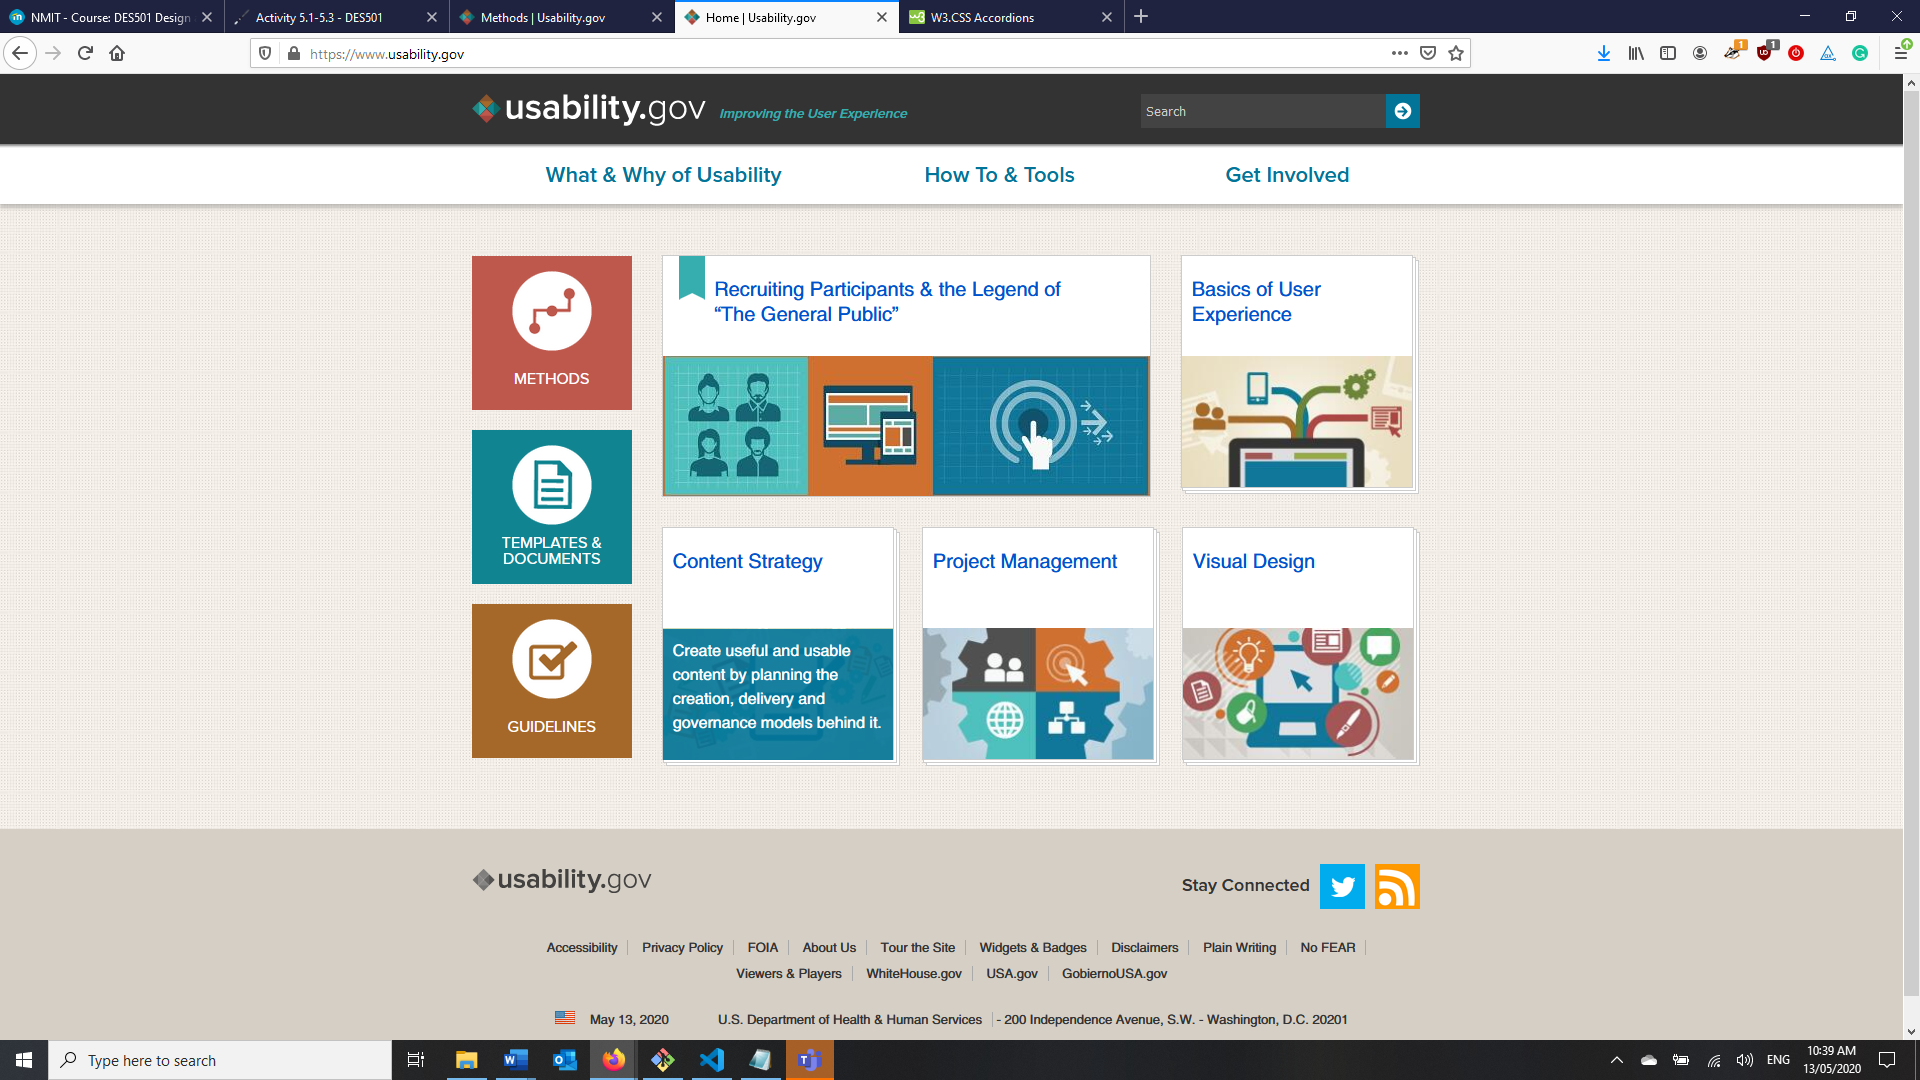 NMIT - Course: DES501 Design
Activity 5.1-5.3 - DES501
Methods | Usability.gov
Home | Usability.gov
W3.CSS Accordions
https://www.usability.gov
1
1
usability.gov
Improving the User Experience
Search
What & Why of Usability
How To & Tools
Get Involved
METHODS
TEMPLATES &
DOCUMENTS
GUIDELINES
Recruiting Participants & the Legend of
“The General Public”
Basics of User
Experience
Content Strategy
Create useful and usable
content by planning the
creation, delivery and
governance models behind it.
Project Management
Visual Design
usability.gov
Stay Connected
Accessibility
Privacy Policy
FOIA
About Us
Tour the Site
Widgets & Badges
Disclaimers
Plain Writing
No FEAR
Viewers & Players
WhiteHouse.gov
USA.gov
GobiernoUSA.gov
May 13, 2020
U.S. Department of Health & Human Services
- 200 Independence Avenue, S.W. - Washington, D.C. 20201
Type here to search
ENG
10:39 AM
13/05/2020